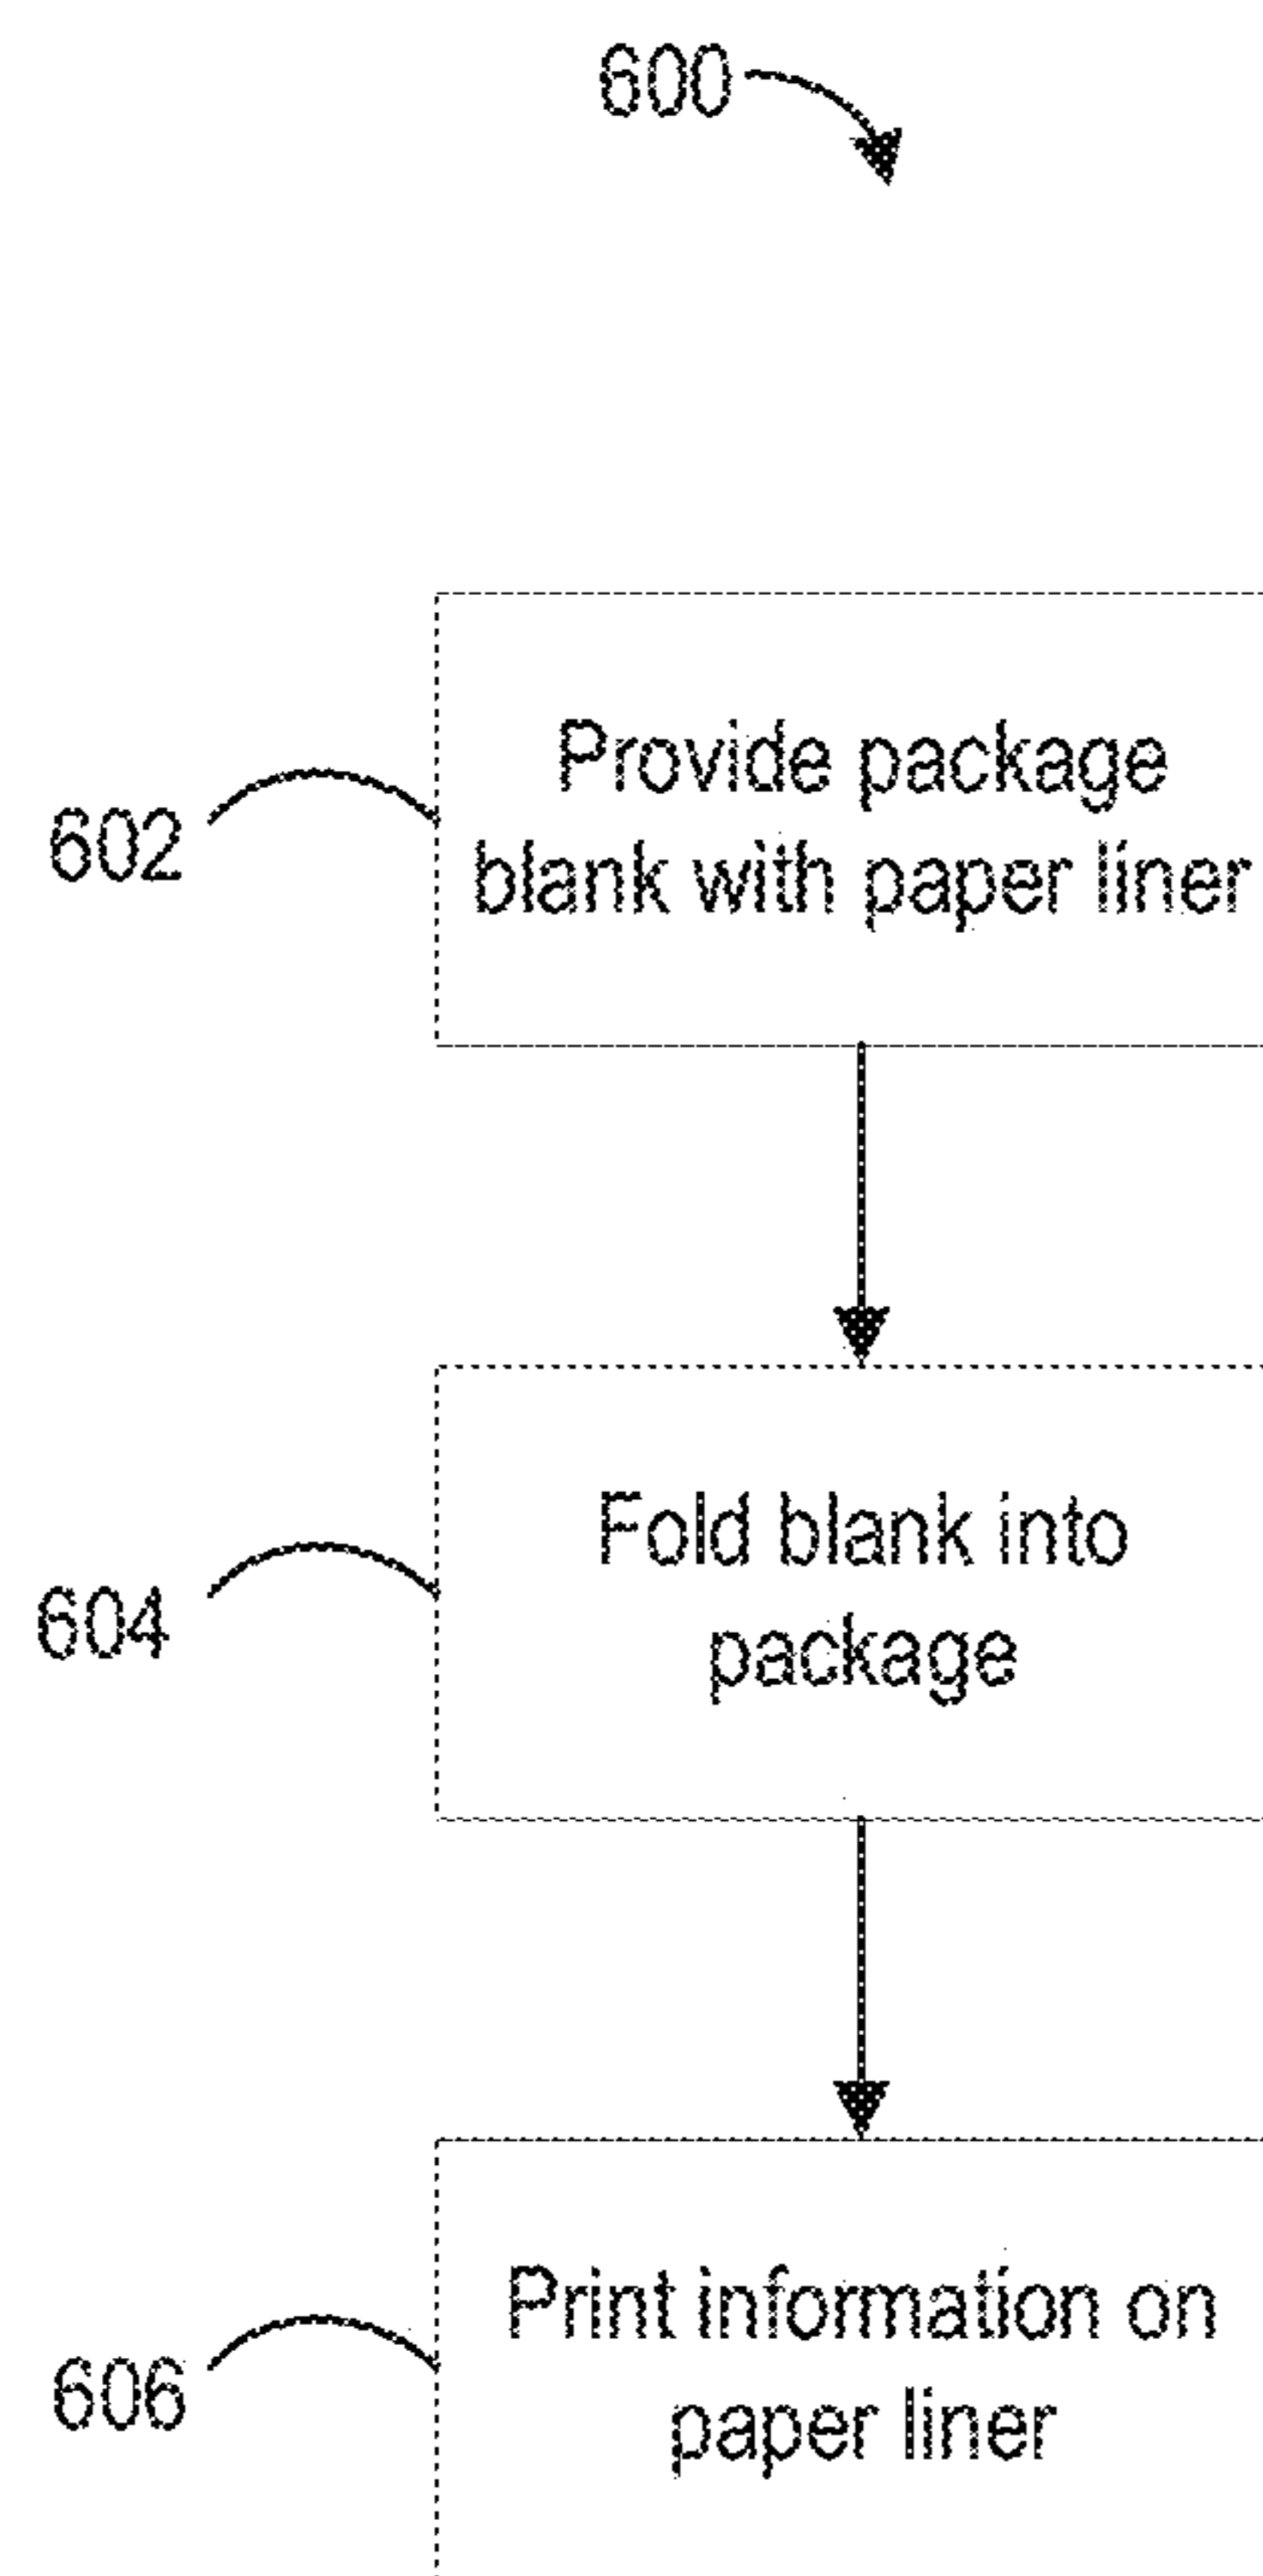 600
602
Provide package
blank with paper liner
604
Fold blank into
package
606
Print information on
paper liner